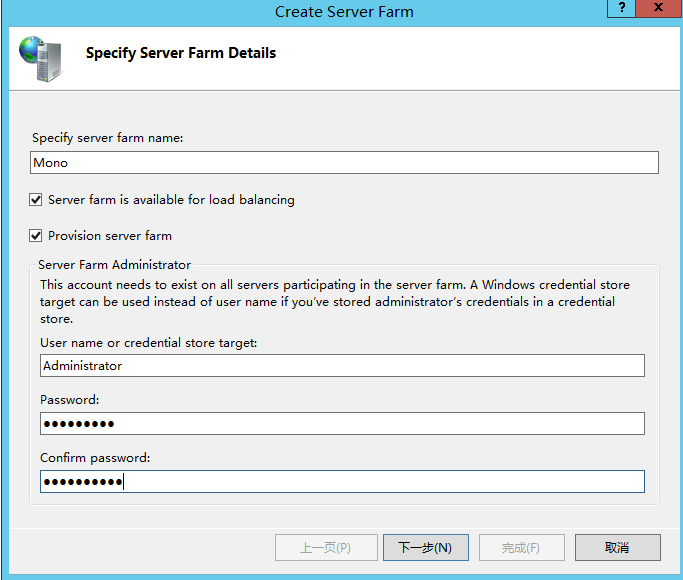 Create Server Farm
? x
Specify Server Farm Details
Specify server farm name:
Mono
Server farm is available for load balancing
Provision server farm
Server Farm Administrator
This account needs to exist on all servers participating in the server farm. A Windows credential store
target can be used instead of user name if you've stored administrator's credentials in a credential
store.
User name or credential store target:
Administrator
Password:
●●●●●●●●●
Confirm password:
●●●●●●●●●●
上一页(P) 下一步(N) 完成(F) 取消